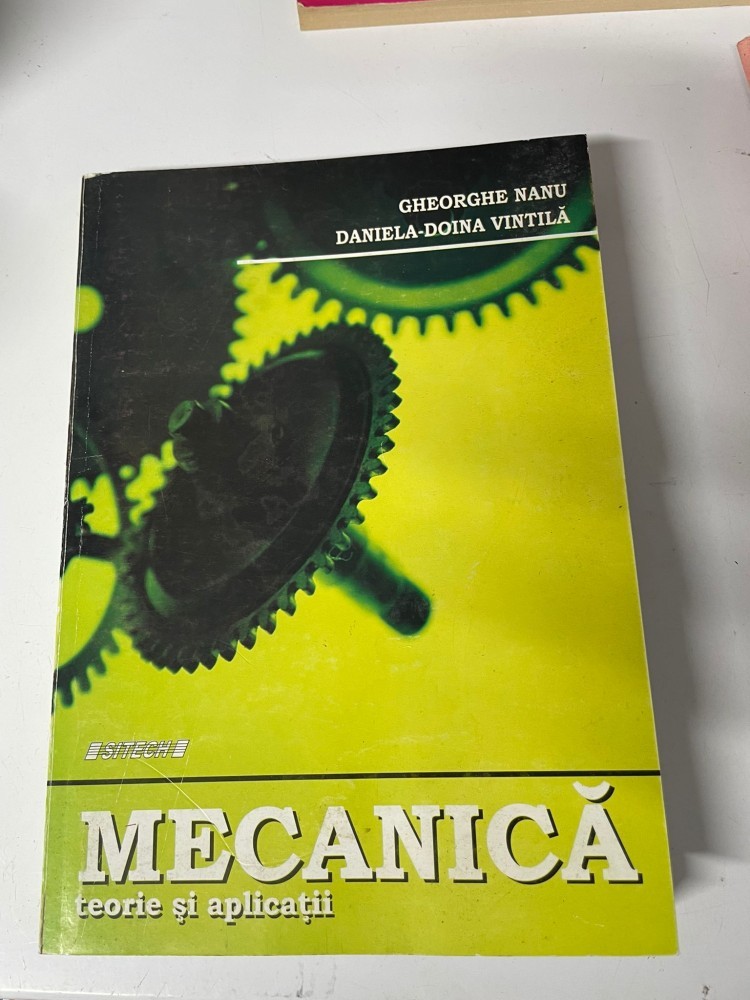 GHEORGHE NANU
DANIELA-DOINA VINTILĂ
SITECH
MECANICĂ
teorie şi aplicaţii